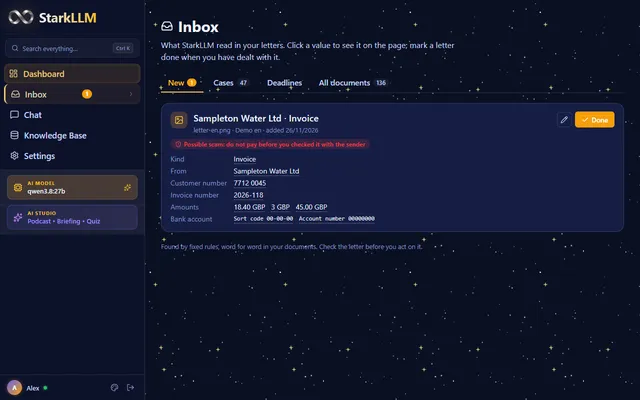 StarkLLM
Search everything...
Ctrl K
Dashboard
Inbox
1
Chat
Knowledge Base
Settings
AI MODEL
qwen3.8:27b
AI STUDIO
Podcast • Briefing • Quiz
A
Alex
Inbox
What StarkLLM read in your letters. Click a value to see it on the page; mark a letter
done when you have dealt with it.
New 1
Cases 47
Deadlines
All documents 136
Sampleton Water Ltd · Invoice
letter-en.png · Demo en · added 26/11/2026
Done
Possible scam: do not pay before you checked it with the sender
Kind Invoice
From Sampleton Water Ltd
Customer number 7712 0045
Invoice number 2026-118
Amounts 18.40 GBP 3 GBP 45.00 GBP
Bank account Sort code 00-00-00 Account number 00000000
Found by fixed rules, word for word in your documents. Check the letter before you act on it.